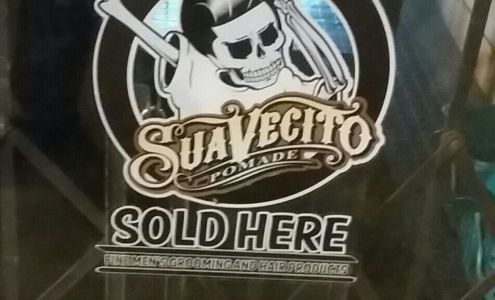 SUAVECITO
POMADE
SOLD HERE
FINE MEN'S GROOMING AND HAIR PRODUCTS